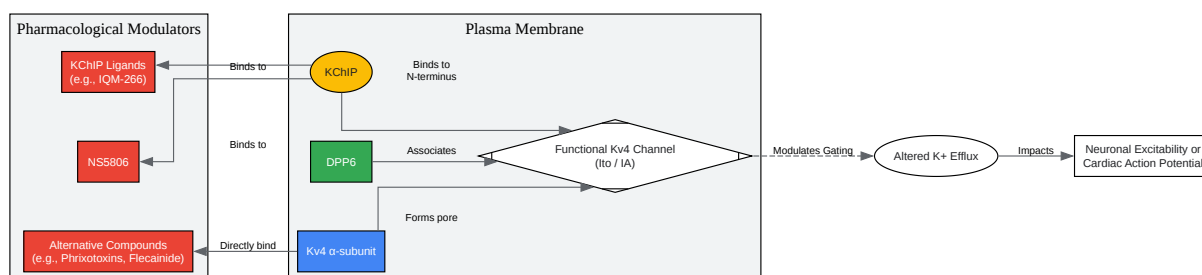 Pharmacological Modulators
Plasma Membrane
KChIP Ligands
(e.g., IQM-266)
Binds to
KChIP
Binds to
N-terminus
NS5806
Binds to
DPP6
Associates
Functional Kv4 Channel
(Ito / IA)
Modulates Gating
Altered K+ Efflux
Impacts
Neuronal Excitability or
Cardiac Action Potential
Forms pore
Alternative Compounds
(e.g., Phrixotoxins, Flecainide)
Directly bind
Kv4 α-subunit